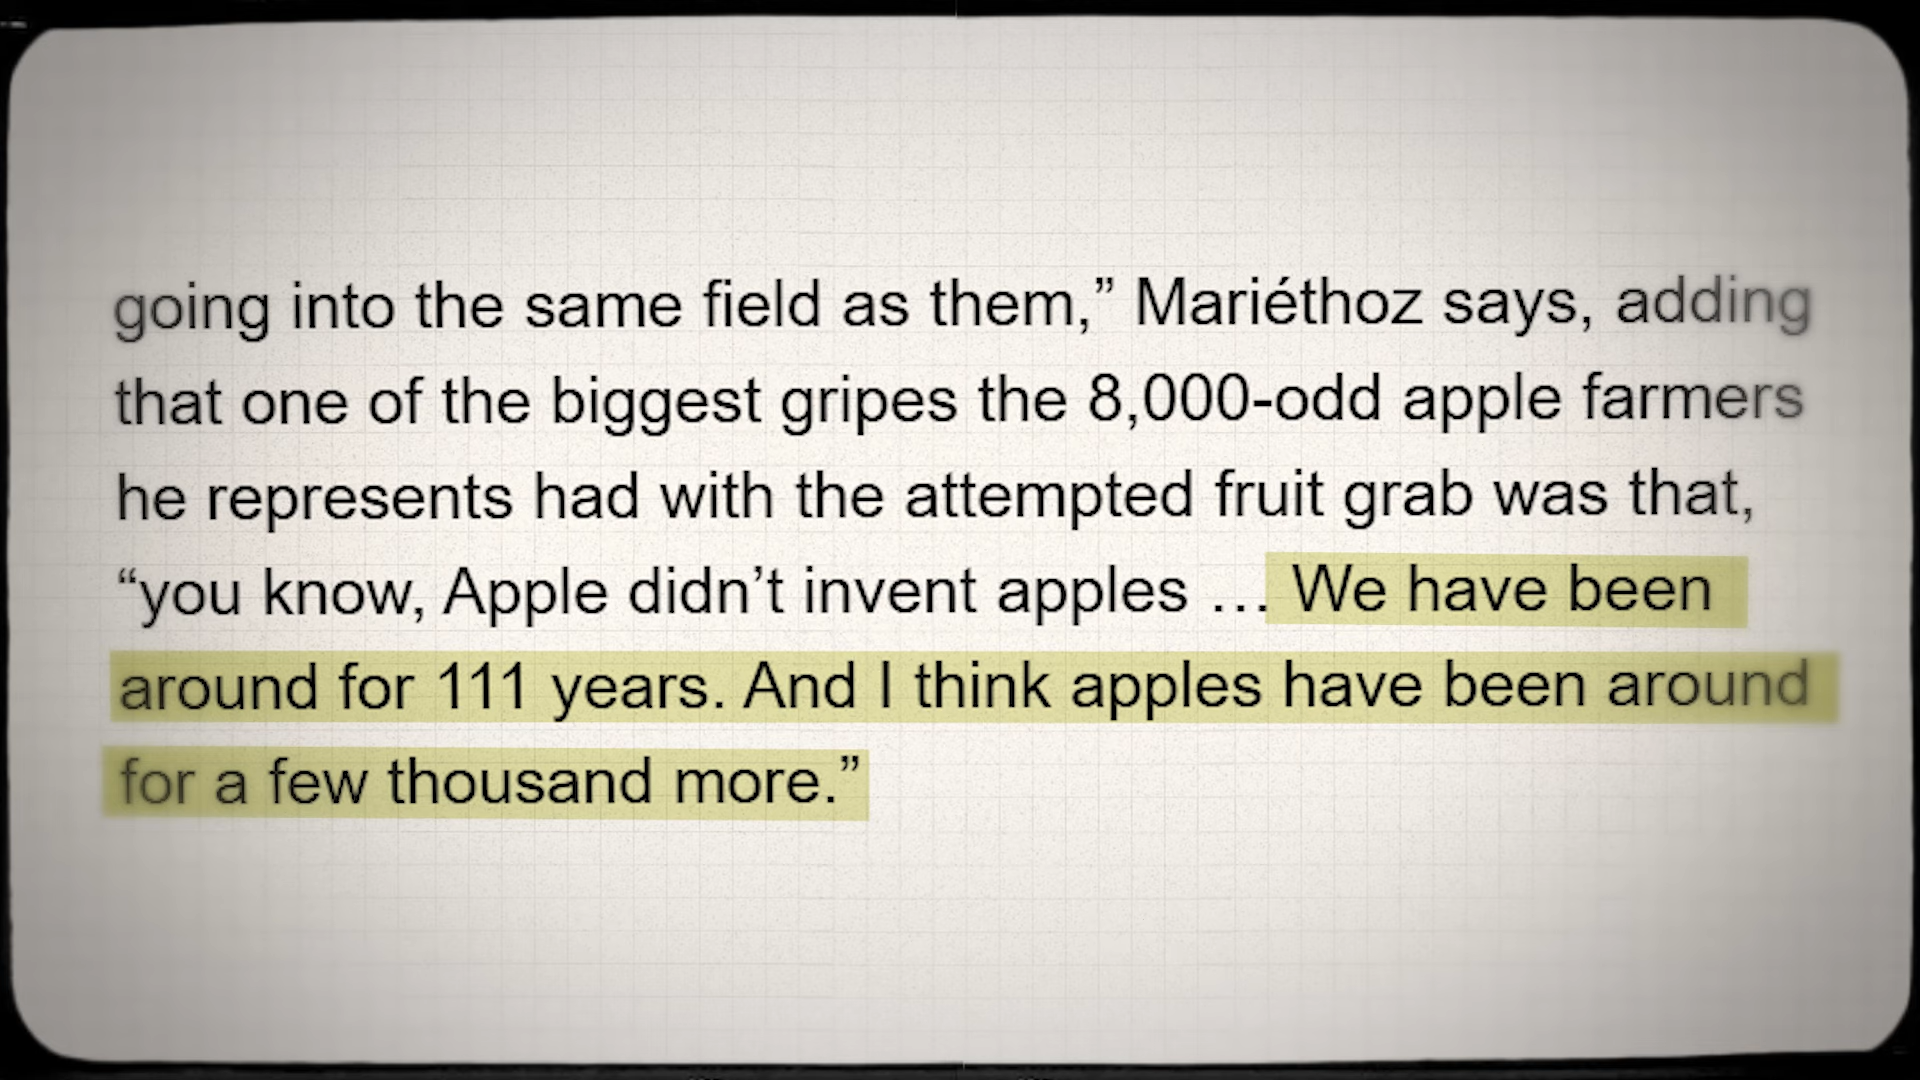 going into the same field as them,” Mariéthoz says, adding
that one of the biggest gripes the 8,000-odd apple farmers
he represents had with the attempted fruit grab was that,
“you know, Apple didn’t invent apples … We have been
around for 111 years. And I think apples have been around
for a few thousand more.”